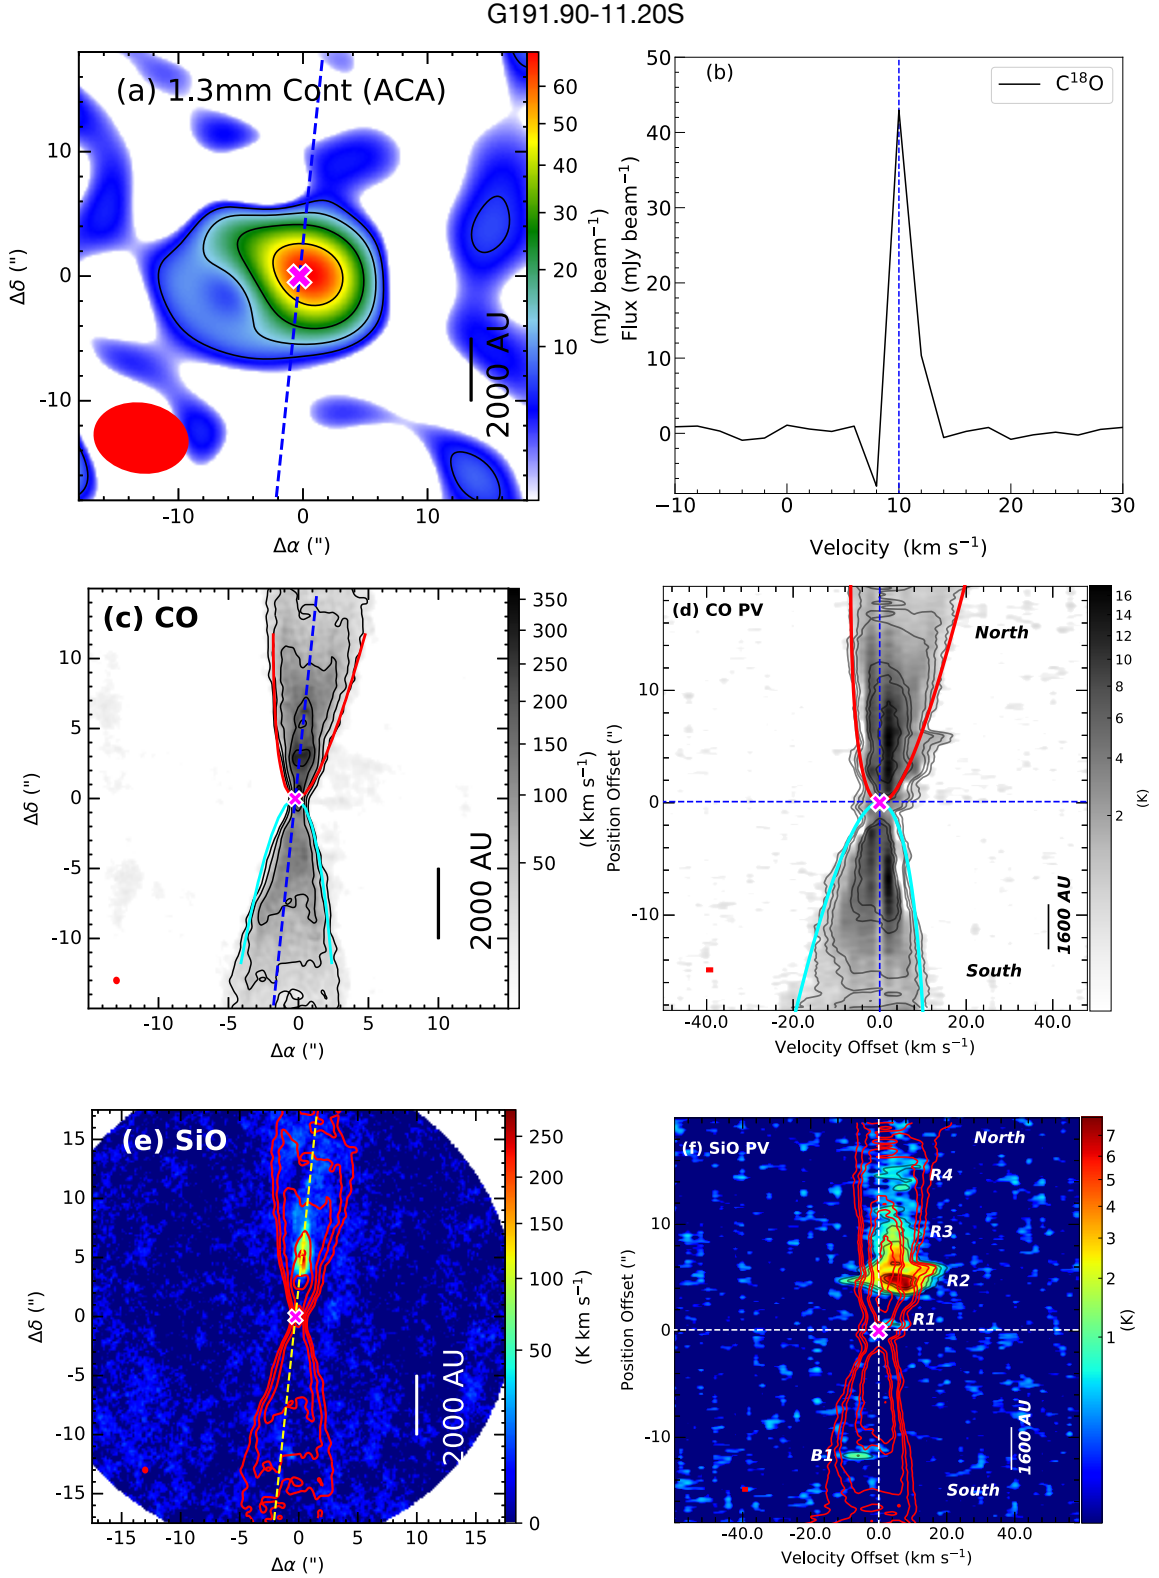 G191.90-11.20S
(a) 1.3mm Cont (ACA)
10
0
-10
Δδ (")
-10
0
10
Δα (")
2000 AU
60
50
40
30
20
10
(mJy beam⁻¹)
(b)
C¹⁸O
50
40
30
20
10
0
Flux (mJy beam⁻¹)
−10
0
10
20
30
Velocity (km s⁻¹)
(c) CO
10
5
0
-5
-10
Δδ (")
-10
-5
0
5
10
Δα (")
2000 AU
350
300
250
200
150
100
50
(K km s⁻¹)
(d) CO PV
North
South
10
0
-10
Position Offset (")
-40.0
-20.0
0.0
20.0
40.0
Velocity Offset (km s⁻¹)
1600 AU
16
14
12
10
8
6
4
2
(K)
(e) SiO
-15
-10
-5
0
5
10
15
15
10
5
0
-5
-10
-15
Δδ (")
-15
-10
-5
0
5
10
15
Δα (")
2000 AU
250
200
150
100
50
0
(K km s⁻¹)
(f) SiO PV
North
R4
R3
R2
R1
B1
South
10
0
-10
Position Offset (")
-40.0
-20.0
0.0
20.0
40.0
Velocity Offset (km s⁻¹)
1600 AU
7
6
5
4
3
2
1
(K)